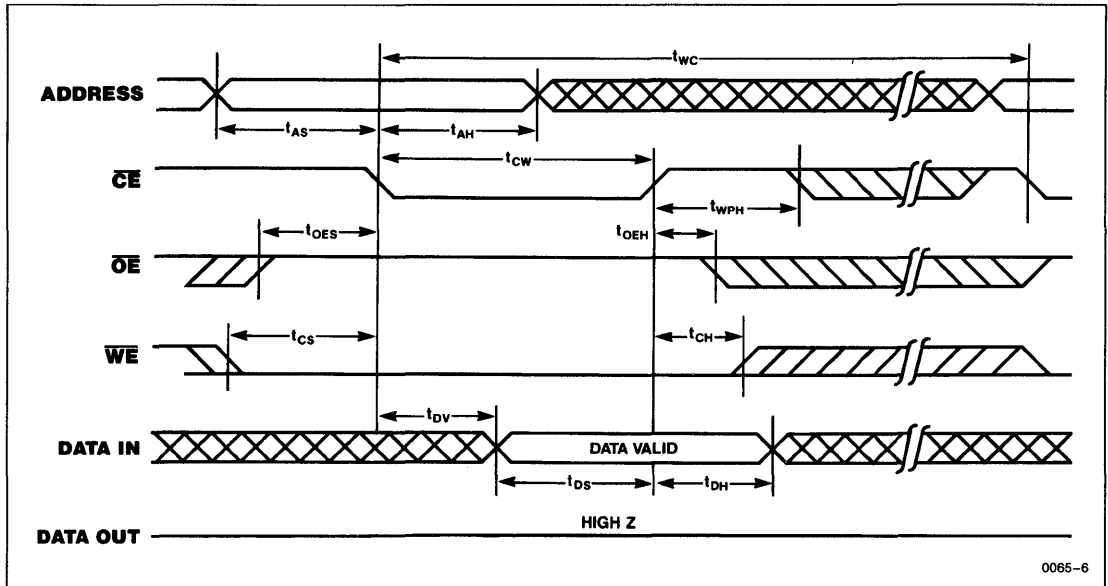 tWC
ADDRESS
tAS
tAH
tCW
CE
tWPH
tOES
tOEH
OE
tCS
tCH
WE
tDV
DATA IN
DATA VALID
tDS
tDH
HIGH Z
DATA OUT
0065-6